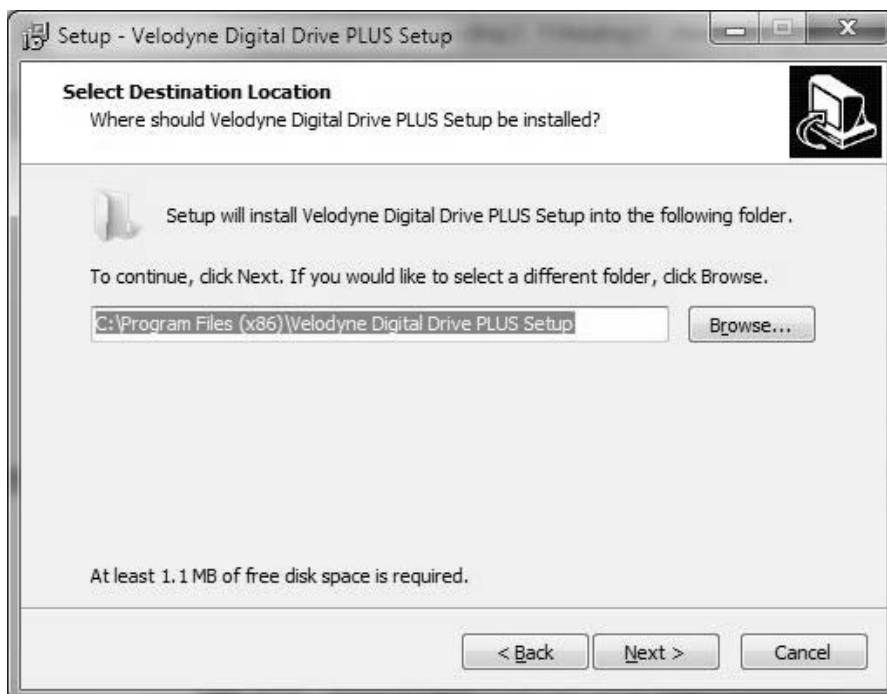 Setup - Velodyne Digital Drive PLUS Setup
Select Destination Location
Where should Velodyne Digital Drive PLUS Setup be installed?
Setup will install Velodyne Digital Drive PLUS Setup into the following folder.
To continue, click Next. If you would like to select a different folder, click Browse.
C:\Program Files (x86)\Velodyne Digital Drive PLUS Setup
Browse...
At least 1.1 MB of free disk space is required.
< Back Next > Cancel